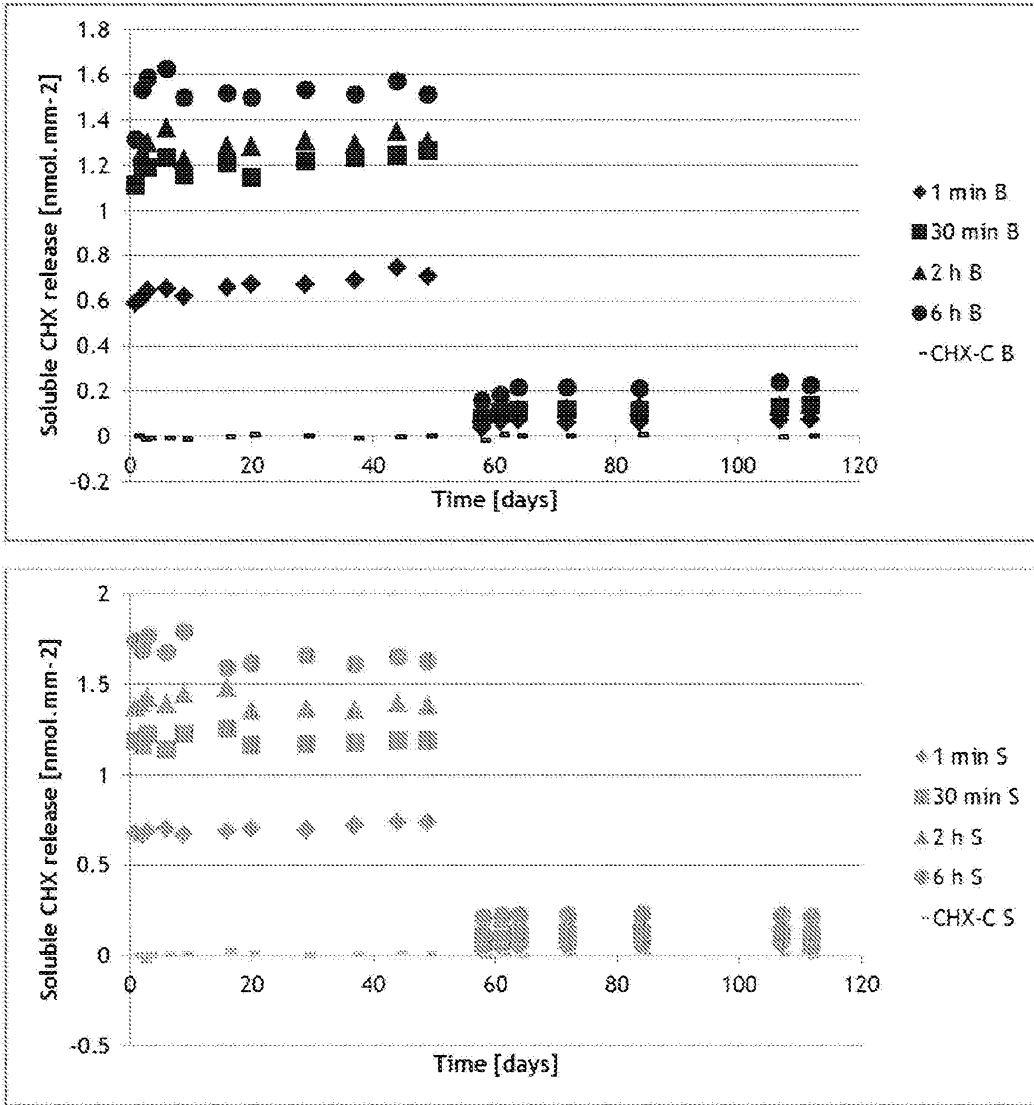 1.8
1.6
1.4
1.2
1
0.8
0.6
0.4
0.2
0
-0.2
Soluble CHX release [nmol.mm-2]
0 20 40 60 80 100 120
Time [days]
1 min B
30 min B
2 h B
6 h B
CHX-C B
2
1.5
1
0.5
0
-0.5
Soluble CHX release [nmol.mm-2]
0 20 40 60 80 100 120
Time [days]
1 min S
30 min S
2 h S
6 h S
CHX-C S